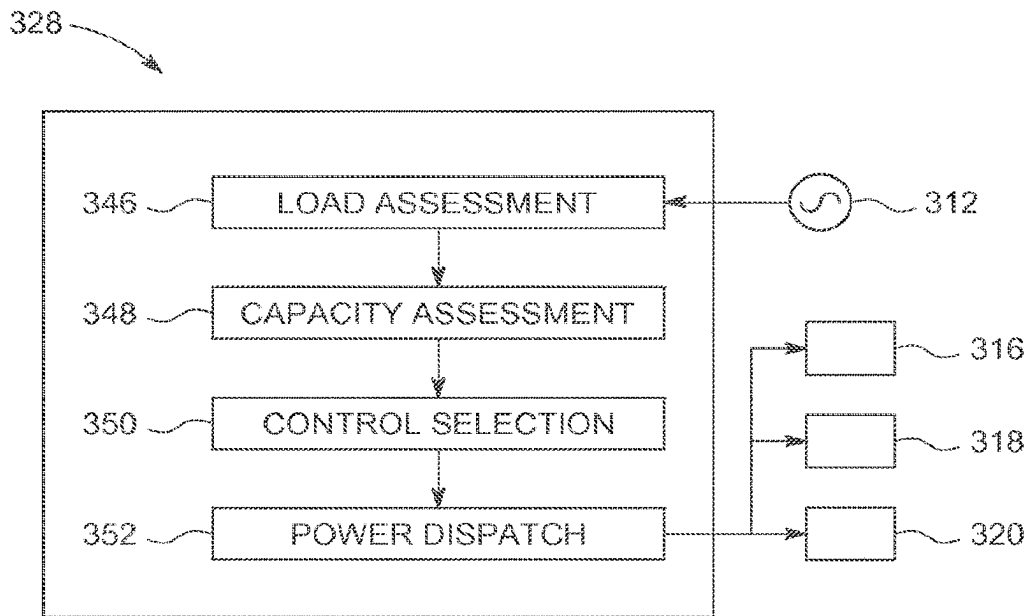 328
346 LOAD ASSESSMENT 312
348 CAPACITY ASSESSMENT
316
350 CONTROL SELECTION
318
352 POWER DISPATCH 320